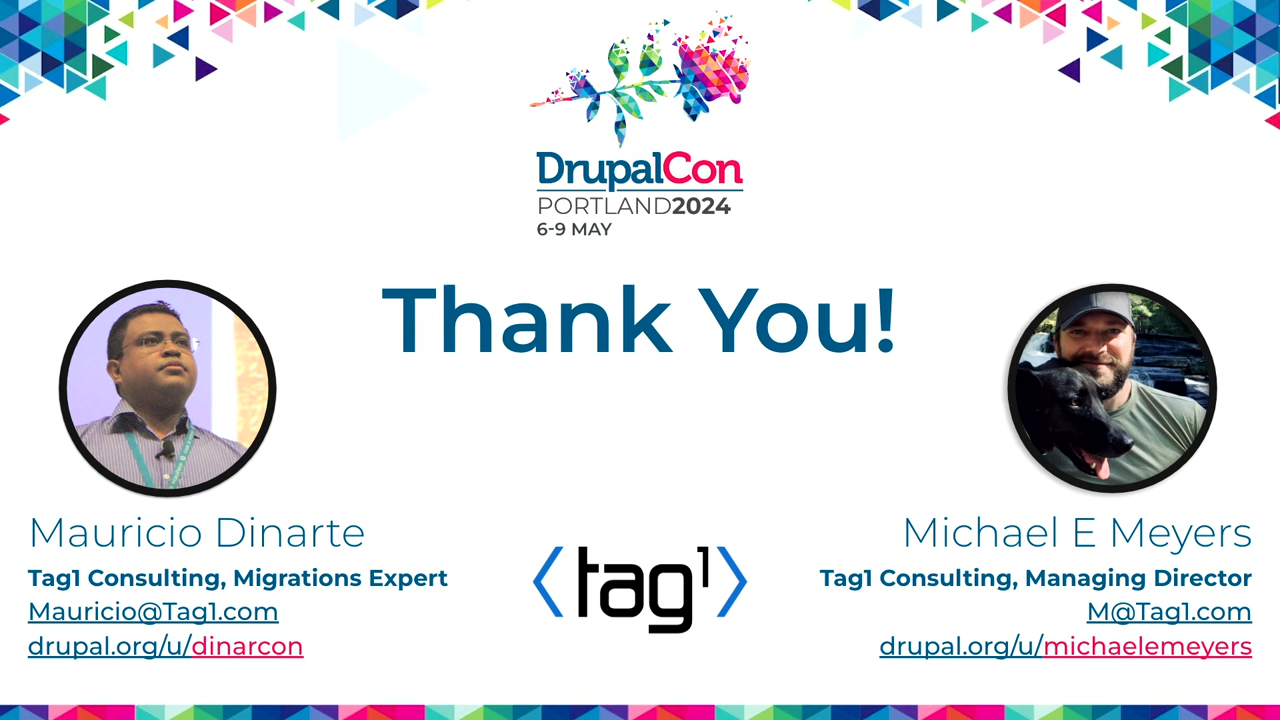 DrupalCon
PORTLAND2024
6-9 MAY
Thank You!
Mauricio Dinarte
Tag1 Consulting, Migrations Expert
Mauricio@Tag1.com
drupal.org/u/dinarcon
<tag1>
Michael E Meyers
Tag1 Consulting, Managing Director
M@Tag1.com
drupal.org/u/michaelemeyers